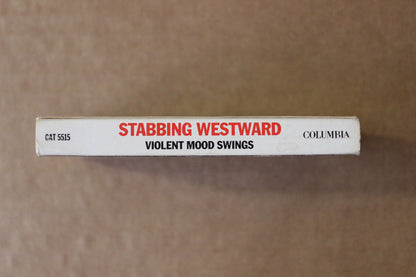 CAT 5515
STABBING WESTWARD
VIOLENT MOOD SWINGS
COLUMBIA